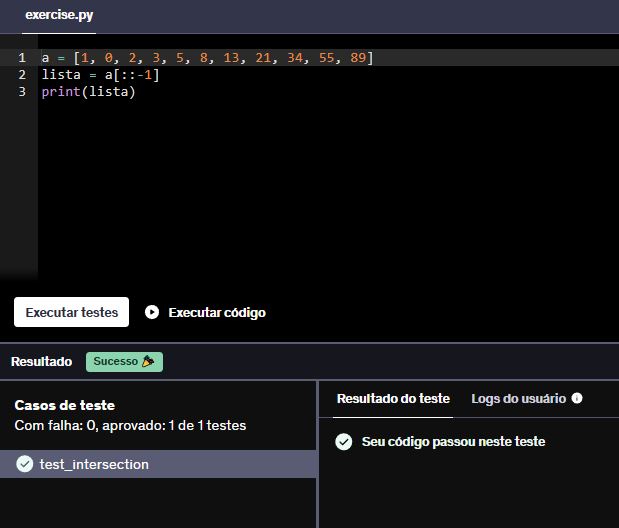 exercise.py
1 a = [1, 0, 2, 3, 5, 8, 13, 21, 34, 55, 89]
2 lista = a[::-1]
3 print(lista)
Executar testes Executar código
Resultado Sucesso 🎉
Casos de teste
Com falha: 0, aprovado: 1 de 1 testes
test_intersection
Resultado do teste Logs do usuário
Seu código passou neste teste